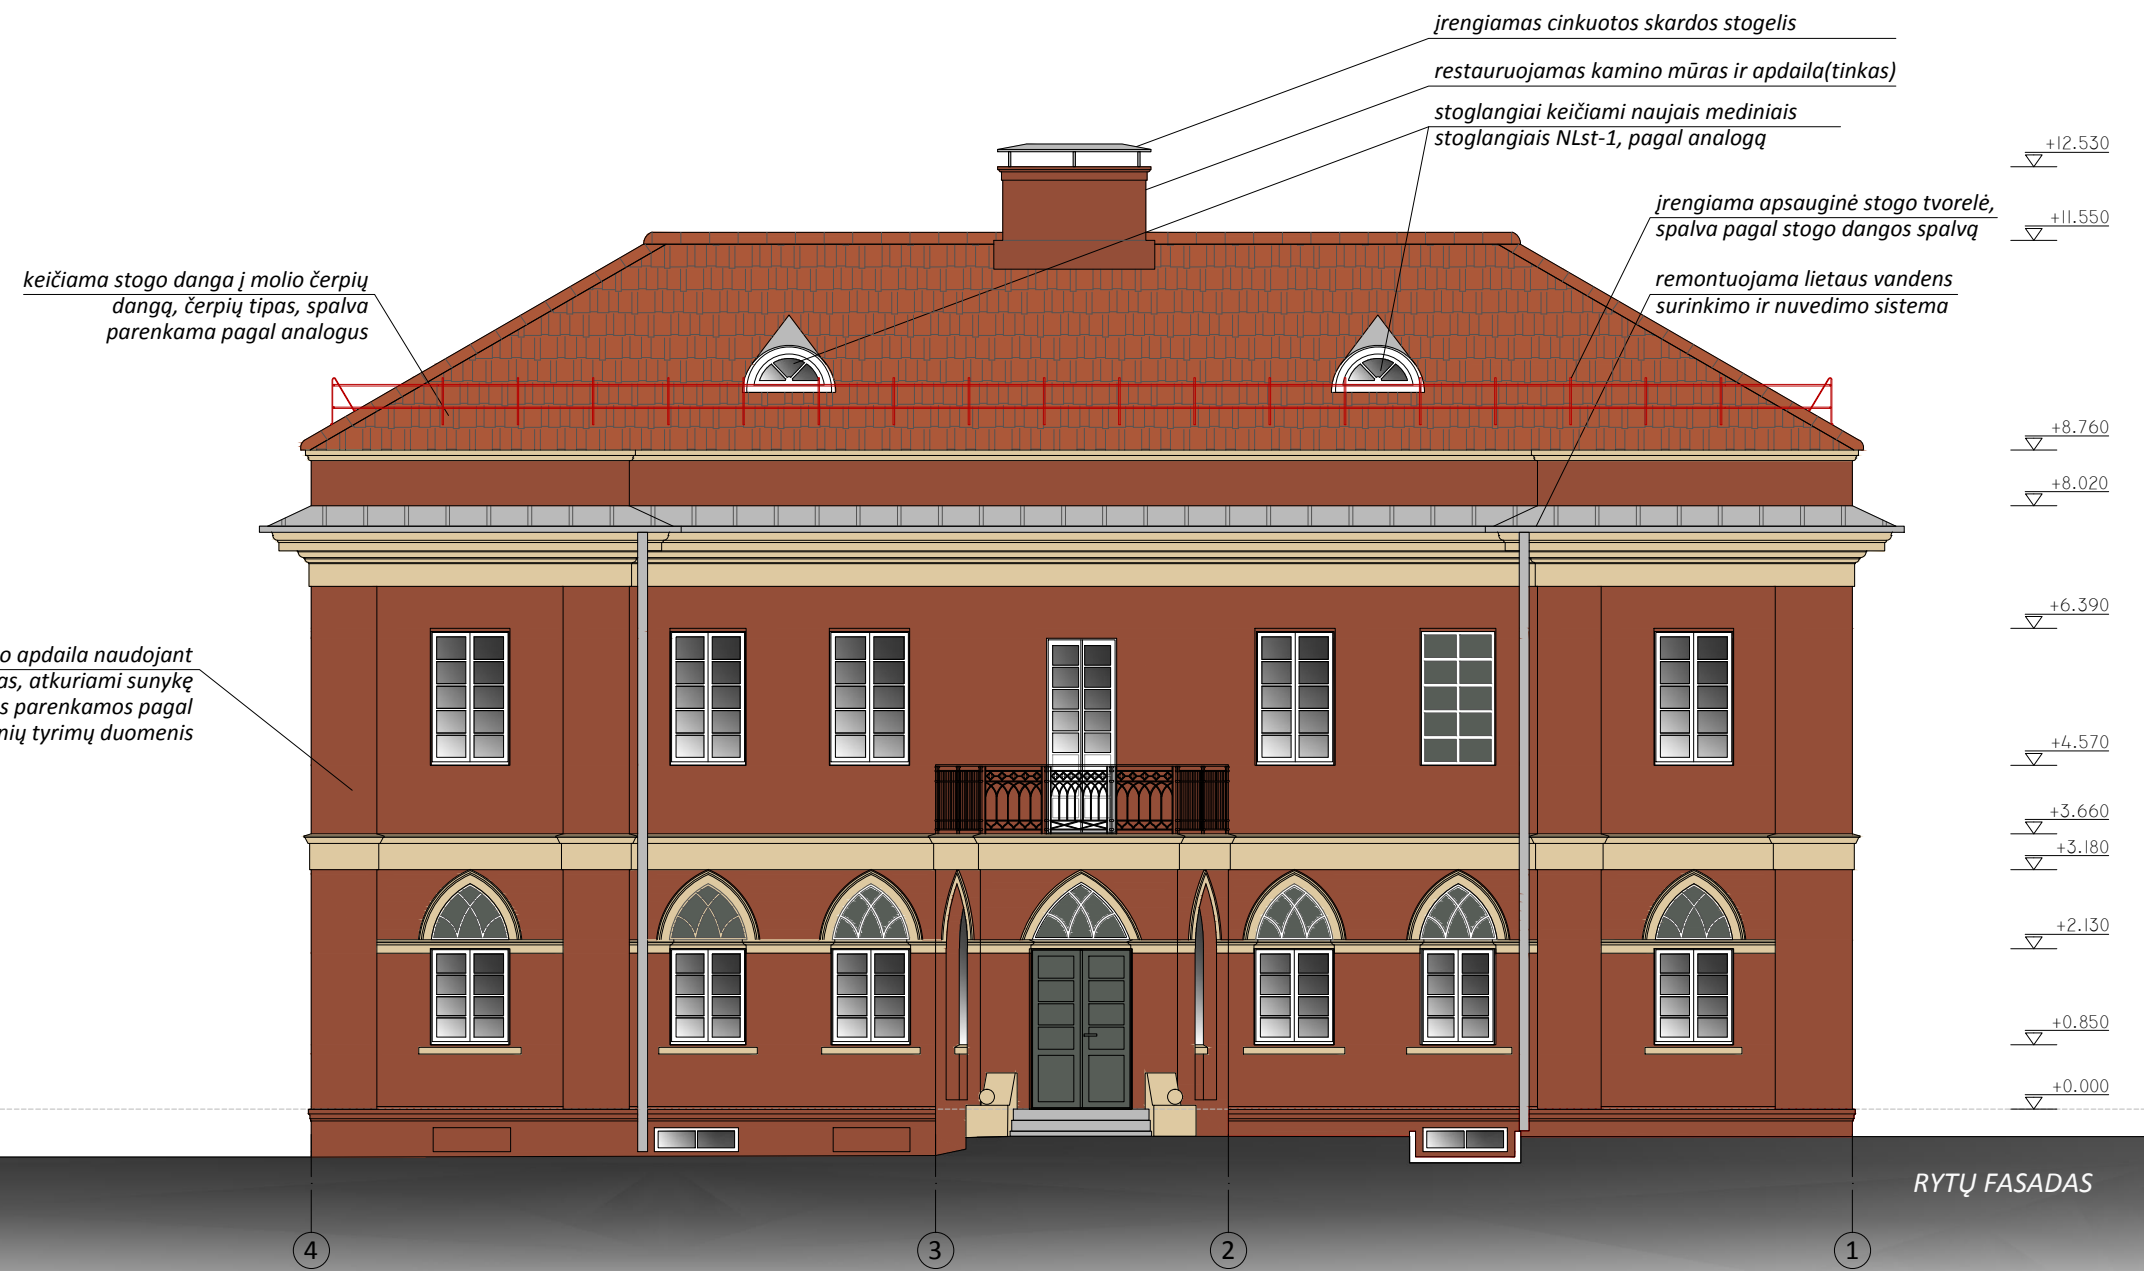 įrengiamas cinkuotos skardos stogelis
restauruojamas kamino mūras ir apdaila(tinkas)
stoglangiai keičiami naujais mediniais
stoglangiais NLst-1, pagal analogą
įrengiama apsauginė stogo tvorelė,
spalva pagal stogo dangos spalvą
remontuojama lietaus vandens
surinkimo ir nuvedimo sistema
keičiama stogo danga į molio čerpių
dangą, čerpių tipas, spalva
parenkama pagal analogus
o apdaila naudojant
as, atkuriami sunykę
s parenkamos pagal
nių tyrimų duomenis
+12.530
+11.550
+8.760
+8.020
+6.390
+4.570
+3.660
+3.180
+2.130
+0.850
+0.000
RYTŲ FASADAS
4
3
2
1